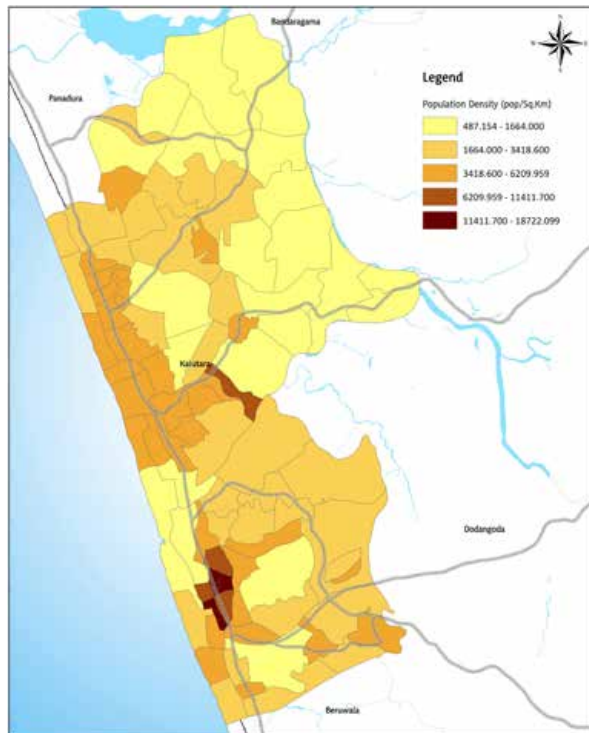 Bandaragama
N
W
E
S
Legend
Panadura
Population Density (pop/Sq.Km)
487.154 - 1664.000
1664.000 - 3418.600
3418.600 - 6209.959
6209.959 - 11411.700
11411.700 - 18722.099
Kalutara
Dodangoda
Beruwala